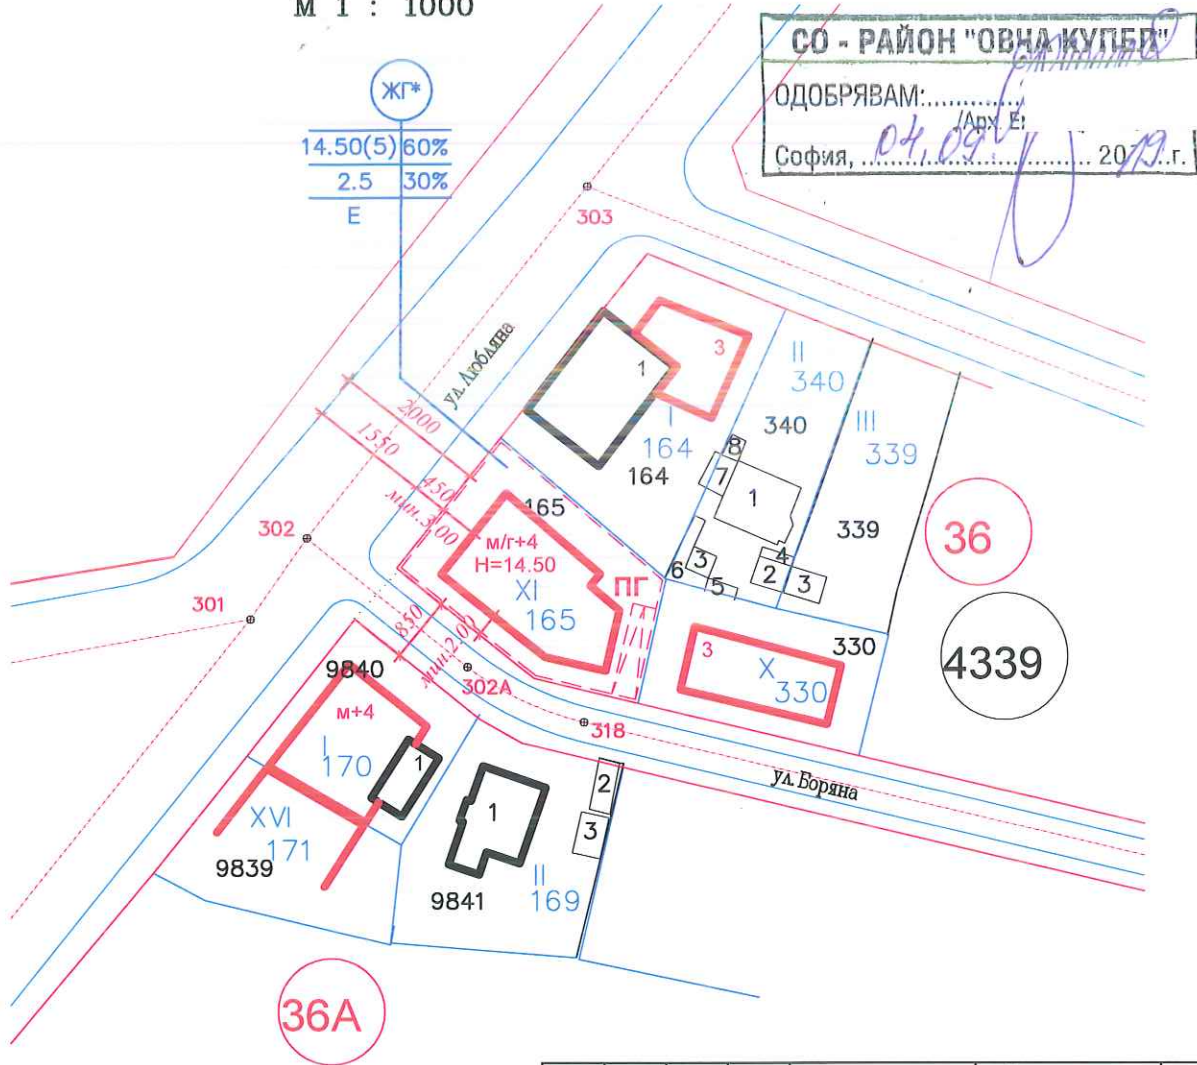 М 1 : 1000
СО - РАЙОН "ОВЧА КУПЕЛ"
ОДОБРЯВАМ:
/Арх. Е
София, 04.09. 2019 г.
ЖГ*
14.50(5) 60%
2.5 30%
Е
303
ул. Любляна
3
1
II
340
I
164
340
III
339
164
2000
1550
450
мин.3.00
8
7
1
165
339
36
302
м/г+4
H=14.50
XI
165
ПГ
6
3
5
4
2
3
301
850
мин.2.00
330
3
X
330
4339
9840
302А
м+4
318
I
170
1
ул. Боряна
2
1
3
XVI
171
9839
II
169
9841
36А